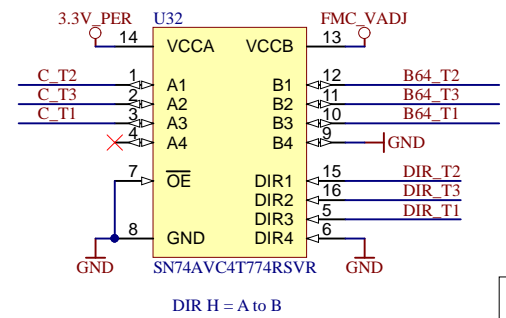 3.3V_PER U32 FMC_VADJ
14 VCCA VCCB 13
C_T2 1 A1 B1 12 B64_T2
C_T3 2 A2 B2 11 B64_T3
C_T1 3 A3 B3 10 B64_T1
4 A4 B4 9 GND
7 OE DIR1 15 DIR_T2
DIR2 16 DIR_T3
DIR3 5 DIR_T1
8 GND DIR4 6
GND SN74AVC4T774RSVR GND
DIR H = A to B